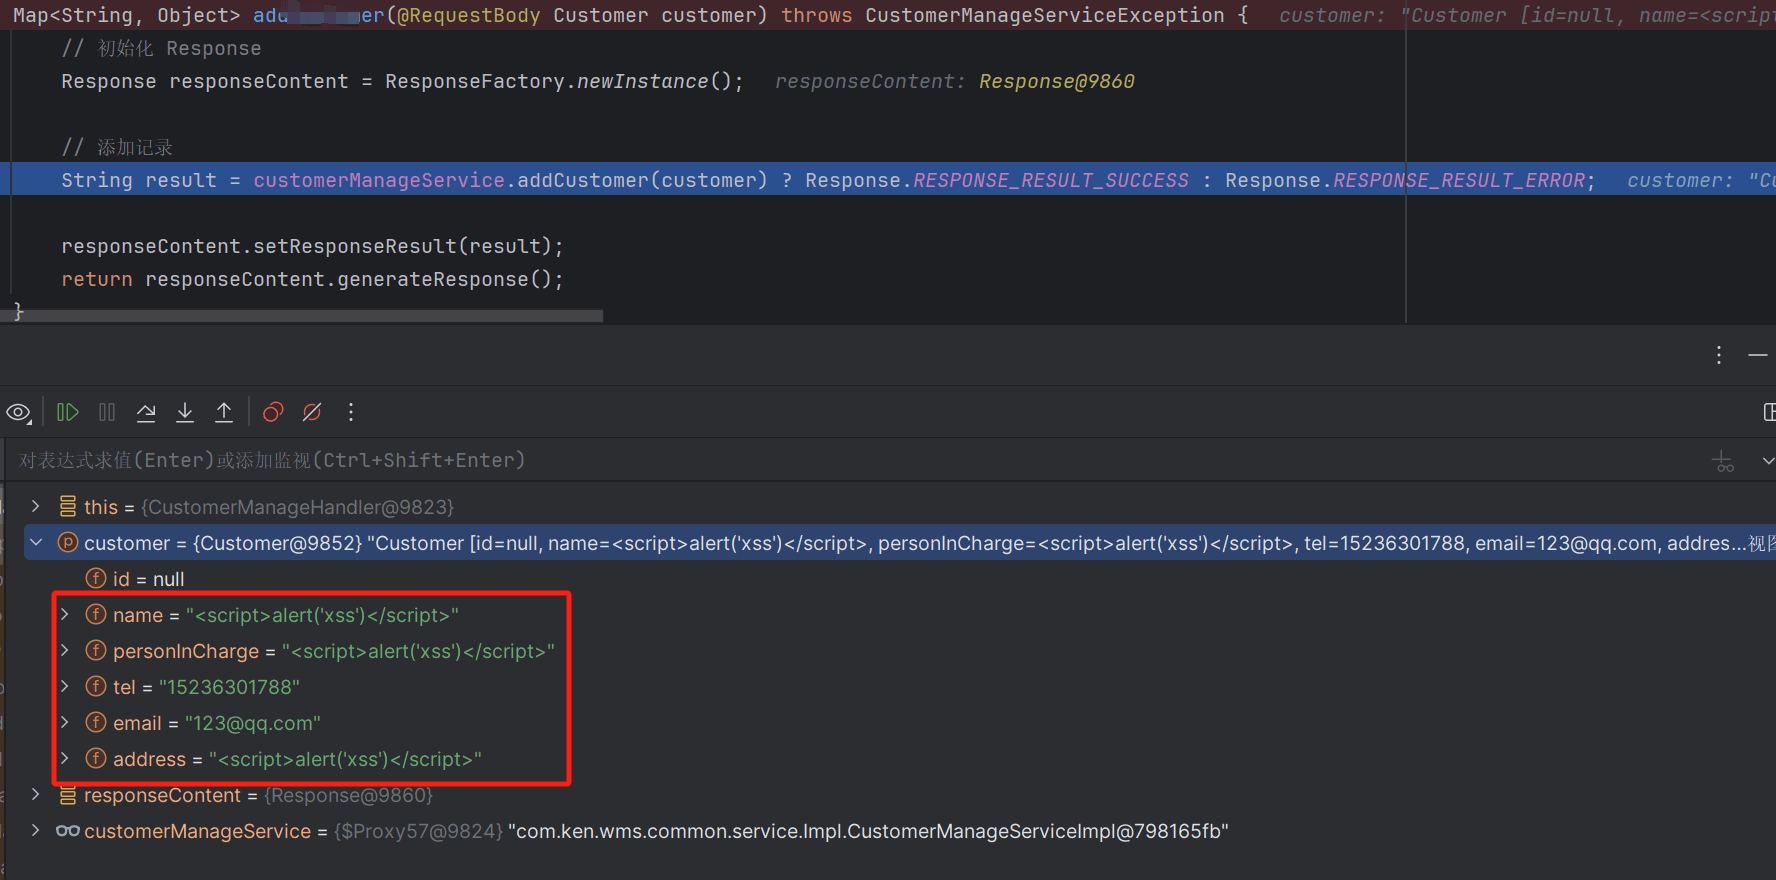 Map<String, Object> (@RequestBody Customer customer) throws CustomerManageServiceException { customer: "Customer [id=null, name=<script
// 初始化 Response
Response responseContent = ResponseFactory.newInstance(); responseContent: Response@9860
// 添加记录
String result = customerManageService.addCustomer(customer) ? Response.RESPONSE_RESULT_SUCCESS : Response.RESPONSE_RESULT_ERROR; customer: "Cu
responseContent.setResponseResult(result);
return responseContent.generateResponse();
}
对表达式求值(Enter)或添加监视(Ctrl+Shift+Enter)
this = {CustomerManageHandler@9823}
customer = {Customer@9852} "Customer [id=null, name=<script>alert('xss')</script>, personInCharge=<script>alert('xss')</script>, tel=15236301788, email=123@qq.com, addres...视图
id = null
name = "<script>alert('xss')</script>"
personInCharge = "<script>alert('xss')</script>"
tel = "15236301788"
email = "123@qq.com"
address = "<script>alert('xss')</script>"
responseContent = {Response@9860}
customerManageService = {$Proxy57@9824} "com.ken.wms.common.service.Impl.CustomerManageServiceImpl@798165fb"